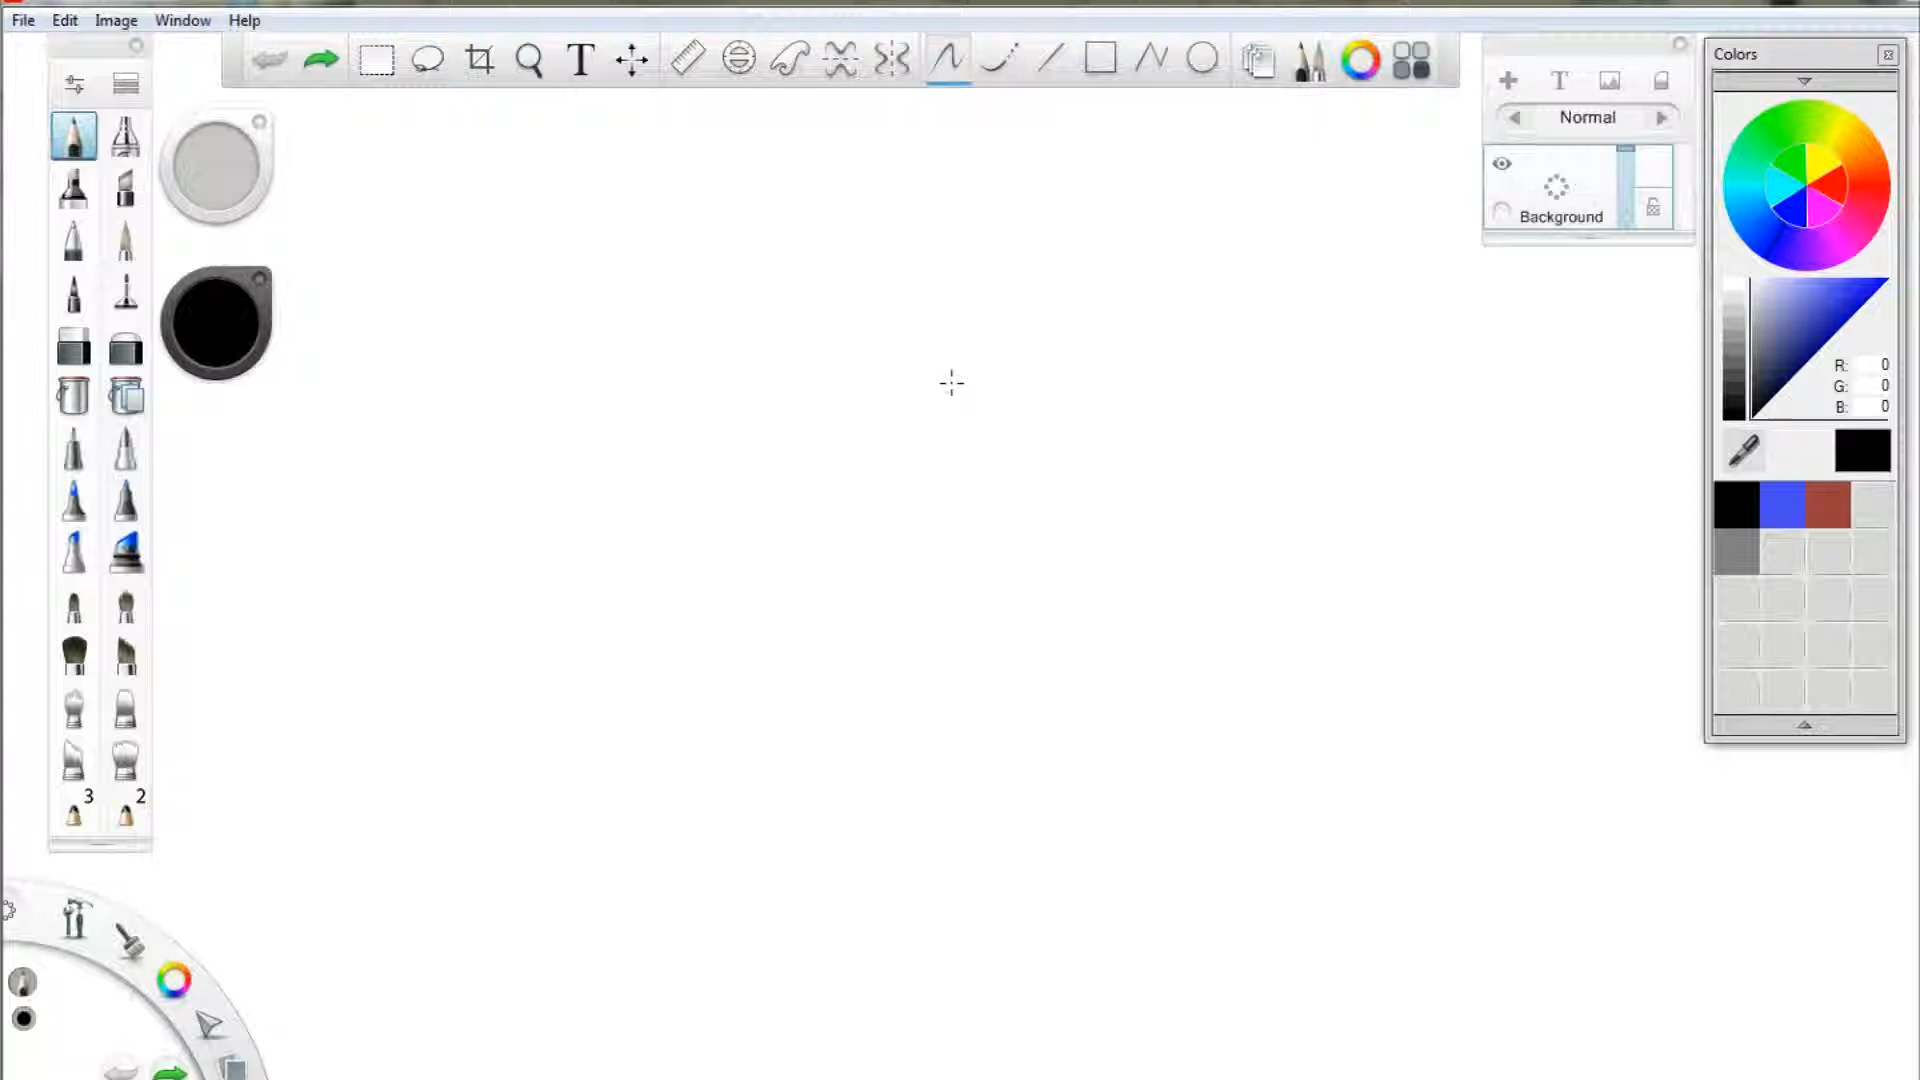 File Edit Image Window Help
T
Colors
T
Normal
Background
R: 0
G: 0
B: 0
3 2